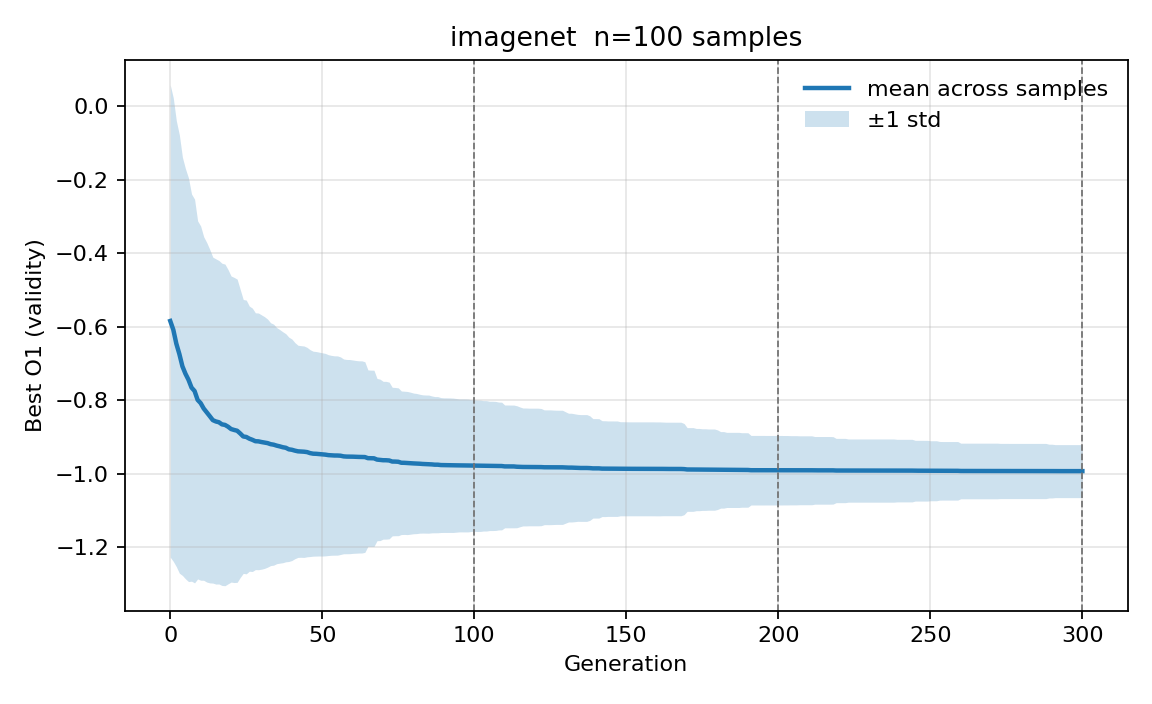 imagenet  n=100 samples
mean across samples
±1 std
Best O1 (validity)
0.0
−0.2
−0.4
−0.6
−0.8
−1.0
−1.2
0
50
100
150
200
250
300
Generation